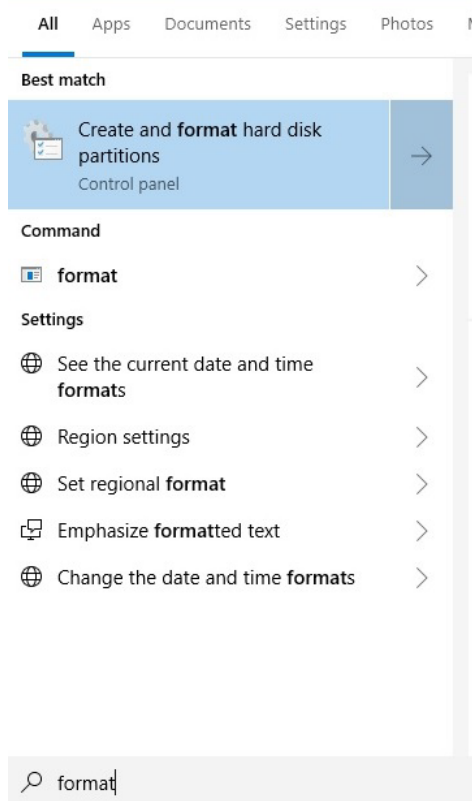 All Apps Documents Settings Photos
Best match
Create and format hard disk
partitions
Control panel
Command
format
Settings
See the current date and time
formats
Region settings
Set regional format
Emphasize formatted text
Change the date and time formats
format